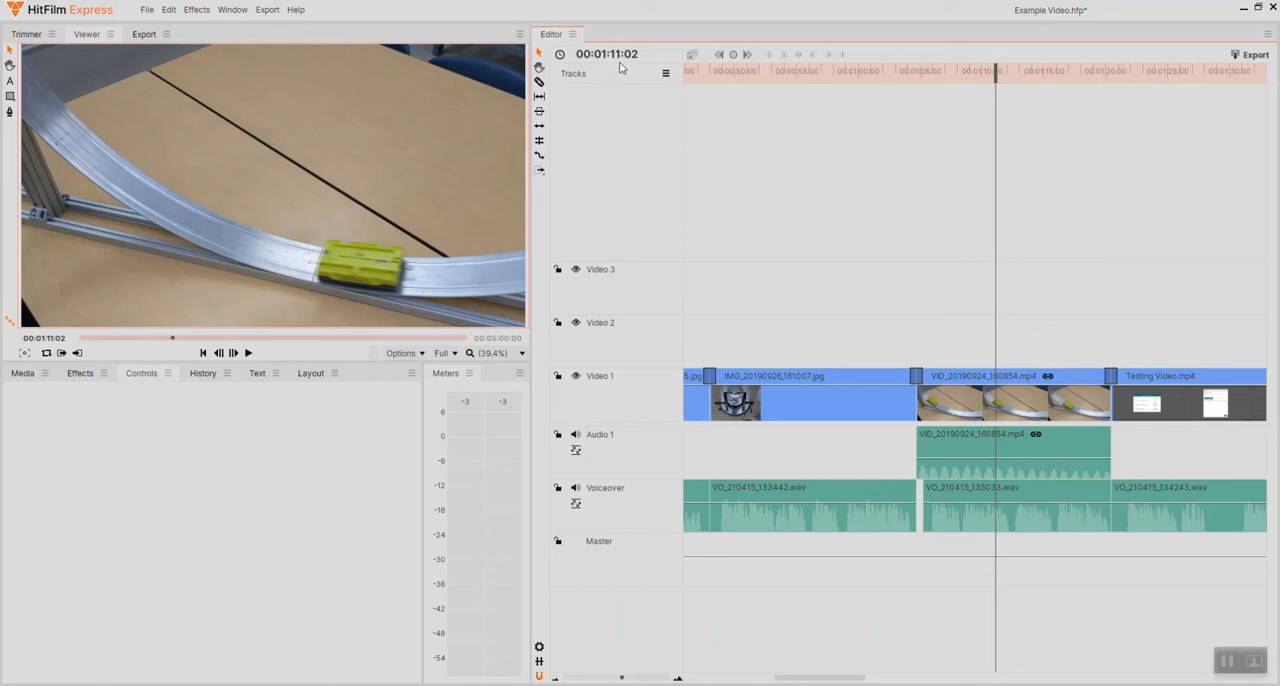 HitFilm Express
File Edit Effects Window Export Help
Example Video.hfp*
Trimmer Viewer Export
Editor
00:01:11:02
Export
Tracks
:00 00:00:50:00 00:00:55:00 00:01:00:00 00:01:05:00 00:01:10:0 00:01:15:00 00:01:20:00 00:01:25:00 00:01:30:00
A
Video 3
Video 2
00:01:11:02
00:05:00:00
Options Full (39.4%)
Media Effects Controls History Text Layout Meters
Video 1
5.jpg IMG_20190926_161007.jpg VID_20190924_160854.mp4 Testing Video.mp4
-3 -3
6
0
-6
-12
-18
-24
-30
-36
-42
-48
-54
Audio 1
VID_20190924_160854.mp4
Voiceover
VO_210415_133442.wav VO_210415_135033.wav VO_210415_134243.wav
Master